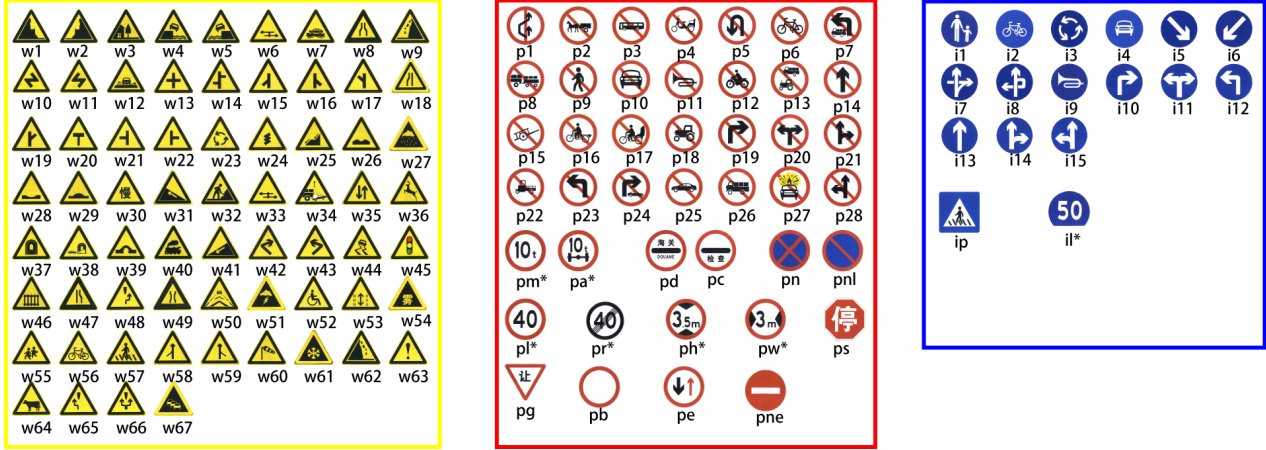 w1 w2 w3 w4 w5 w6 w7 w8 w9
w10 w11 w12 w13 w14 w15 w16 w17 w18
w19 w20 w21 w22 w23 w24 w25 w26 w27
慢
w28 w29 w30 w31 w32 w33 w34 w35 w36
w37 w38 w39 w40 w41 w42 w43 w44 w45
雾
w46 w47 w48 w49 w50 w51 w52 w53 w54
w55 w56 w57 w58 w59 w60 w61 w62 w63
w64 w65 w66 w67
p1 p2 p3 p4 p5 p6 p7
p8 p9 p10 p11 p12 p13 p14
p15 p16 p17 p18 p19 p20 p21
p22 p23 p24 p25 p26 p27 p28
10t 10t 海关 DOUANE 检查
pm* pa* pd pc pn pnl
40 40 3.5m 3m 停
pl* pr* ph* pw* ps
让
pg pb pe pne
i1 i2 i3 i4 i5 i6
i7 i8 i9 i10 i11 i12
i13 i14 i15
50
ip il*